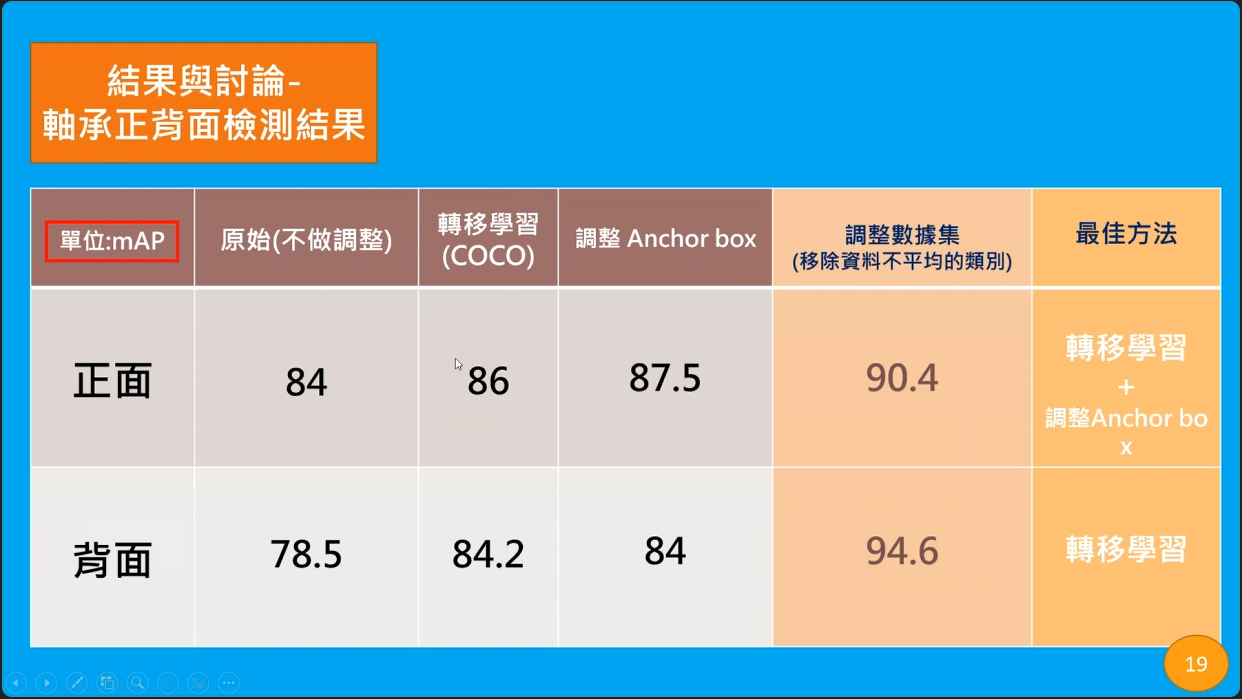 結果與討論-
軸承正背面檢測結果
單位:mAP
原始(不做調整)
轉移學習
(COCO)
調整 Anchor box
調整數據集
(移除資料不平均的類別)
最佳方法
正面
84
86
87.5
90.4
轉移學習
+
調整Anchor bo
x
背面
78.5
84.2
84
94.6
轉移學習
19